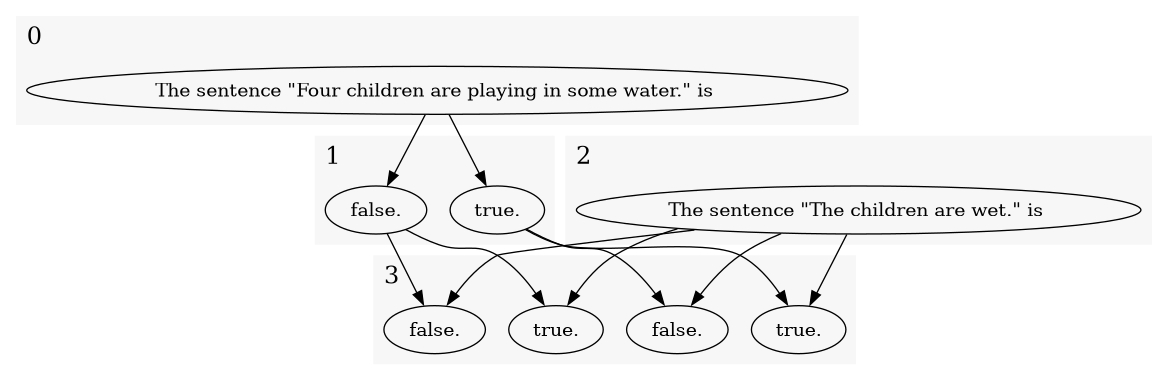 0
The sentence "Four children are playing in some water." is
1
2
false.
true.
The sentence "The children are wet." is
3
false.
true.
false.
true.